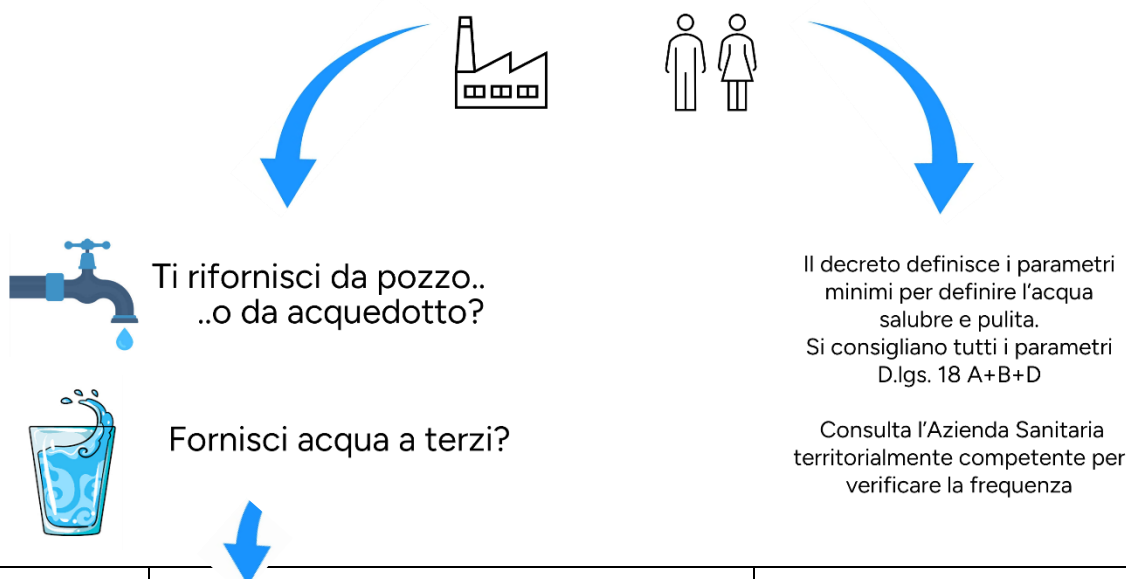 Ti rifornisci da pozzo..
..o da acquedotto?
Fornisci acqua a terzi?
Il decreto definisce i parametri
minimi per definire l'acqua
salubre e pulita.
Si consigliano tutti i parametri
D.lgs. 18 A+B+D
Consulta l'Azienda Sanitaria
territorialmente competente per
verificare la frequenza